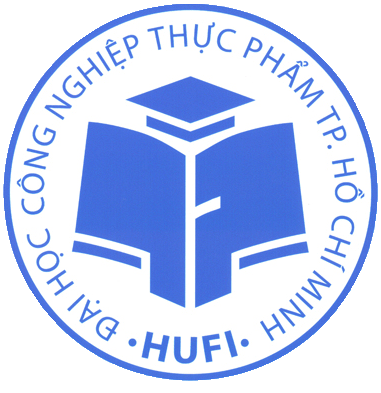 ĐẠI HỌC CÔNG NGHIỆP THỰC PHẨM TP. HỒ CHÍ MINH
• HUFI •